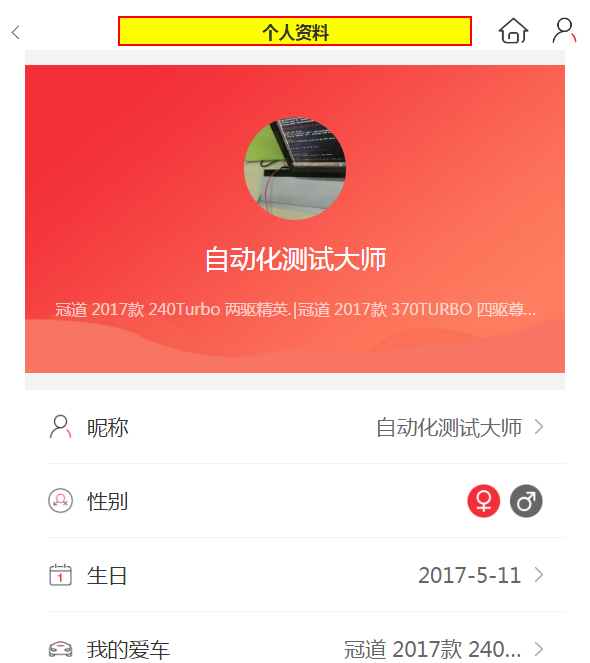 个人资料
自动化测试大师
冠道 2017款 240Turbo 两驱精英.|冠道 2017款 370TURBO 四驱尊...
昵称 自动化测试大师
性别
1 生日 2017-5-11
我的爱车 冠道 2017款 240...